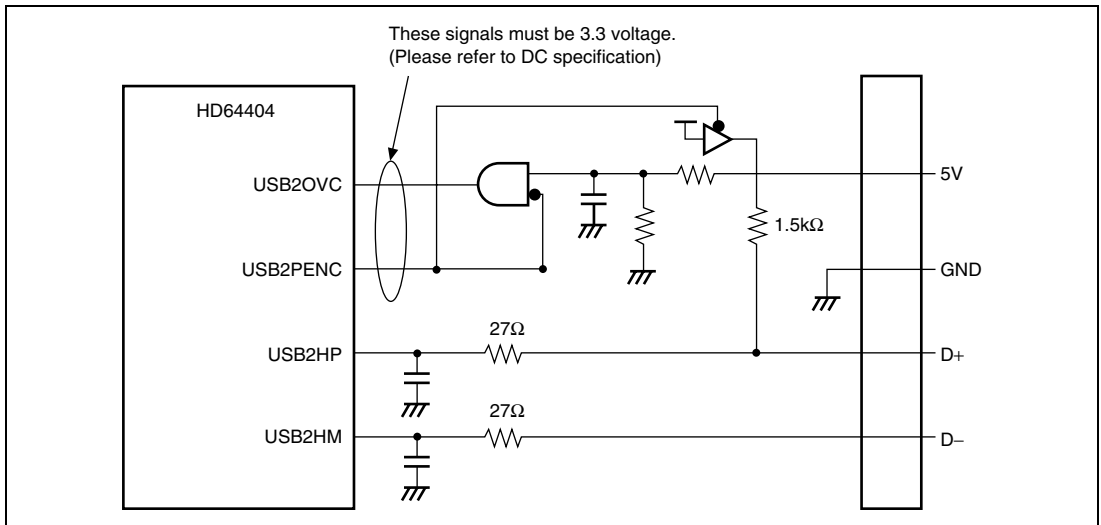 These signals must be 3.3 voltage.
(Please refer to DC specification)
HD64404
USB2OVC
5V
1.5kΩ
USB2PENC
GND
27Ω
USB2HP
D+
27Ω
USB2HM
D–